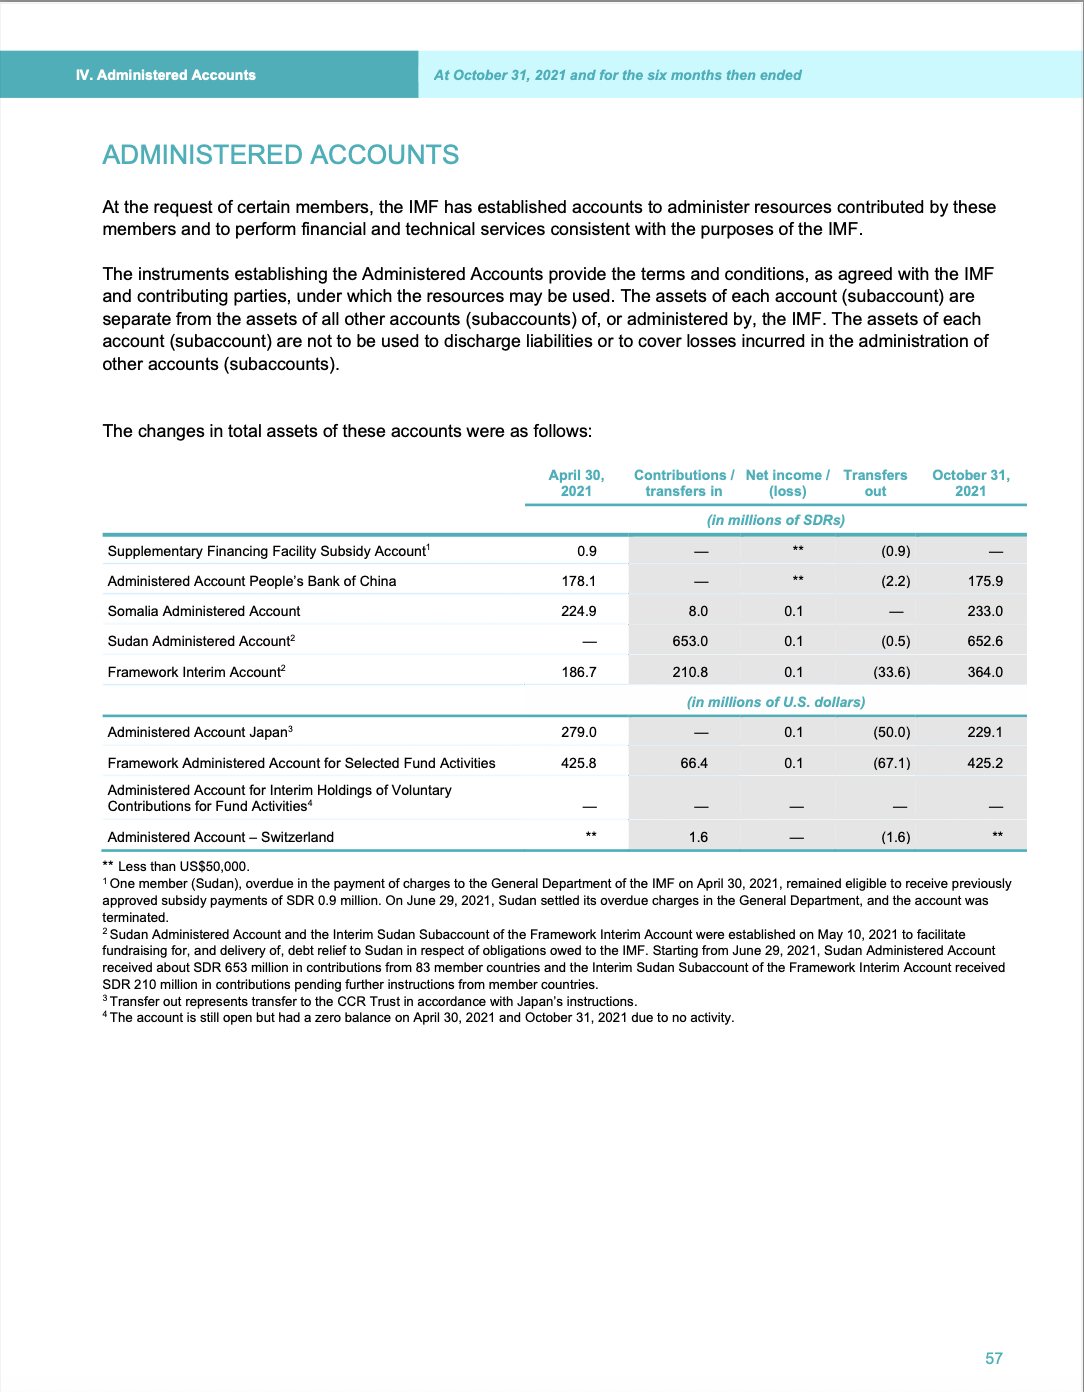 IV. Administered Accounts
At October 31, 2021 and for the six months then ended
ADMINISTERED ACCOUNTS
At the request of certain members, the IMF has established accounts to administer resources contributed by these
members and to perform financial and technical services consistent with the purposes of the IMF.
The instruments establishing the Administered Accounts provide the terms and conditions, as agreed with the IMF
and contributing parties, under which the resources may be used. The assets of each account (subaccount) are
separate from the assets of all other accounts (subaccounts) of, or administered by, the IMF. The assets of each
account (subaccount) are not to be used to discharge liabilities or to cover losses incurred in the administration of
other accounts (subaccounts).
The changes in total assets of these accounts were as follows:
April 30, Contributions / Net income / Transfers October 31,
2021 transfers in (loss) out 2021
(in millions of SDRs)
Supplementary Financing Facility Subsidy Account¹ 0.9 — ** (0.9) —
Administered Account People's Bank of China 178.1 — ** (2.2) 175.9
Somalia Administered Account 224.9 8.0 0.1 — 233.0
Sudan Administered Account² — 653.0 0.1 (0.5) 652.6
Framework Interim Account² 186.7 210.8 0.1 (33.6) 364.0
(in millions of U.S. dollars)
Administered Account Japan³ 279.0 — 0.1 (50.0) 229.1
Framework Administered Account for Selected Fund Activities 425.8 66.4 0.1 (67.1) 425.2
Administered Account for Interim Holdings of Voluntary
Contributions for Fund Activities⁴ — — — — —
Administered Account – Switzerland ** 1.6 — (1.6) **
** Less than US$50,000.
¹ One member (Sudan), overdue in the payment of charges to the General Department of the IMF on April 30, 2021, remained eligible to receive previously
approved subsidy payments of SDR 0.9 million. On June 29, 2021, Sudan settled its overdue charges in the General Department, and the account was
terminated.
² Sudan Administered Account and the Interim Sudan Subaccount of the Framework Interim Account were established on May 10, 2021 to facilitate
fundraising for, and delivery of, debt relief to Sudan in respect of obligations owed to the IMF. Starting from June 29, 2021, Sudan Administered Account
received about SDR 653 million in contributions from 83 member countries and the Interim Sudan Subaccount of the Framework Interim Account received
SDR 210 million in contributions pending further instructions from member countries.
³ Transfer out represents transfer to the CCR Trust in accordance with Japan's instructions.
⁴ The account is still open but had a zero balance on April 30, 2021 and October 31, 2021 due to no activity.
57